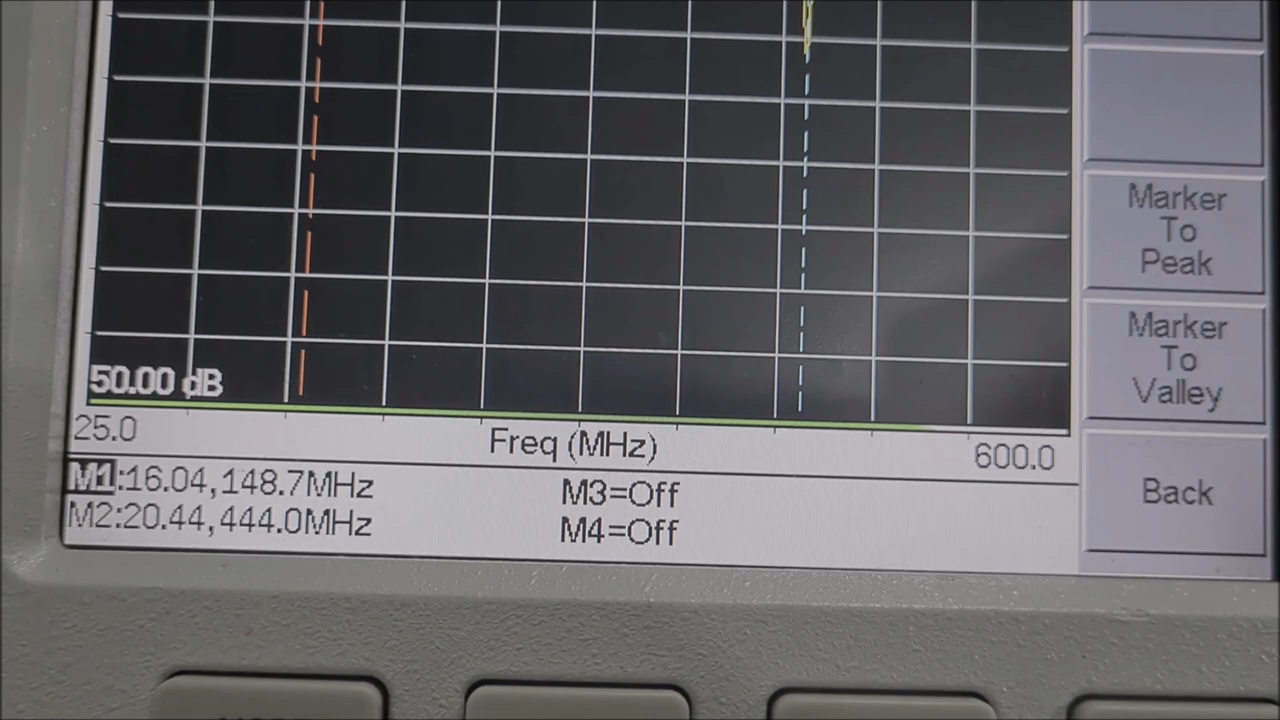 Marker
To
Peak
Marker
To
Valley
Back
50.00 dB
25.0
Freq (MHz)
600.0
M1:16.04,148.7MHz
M3=Off
M2:20.44,444.0MHz
M4=Off